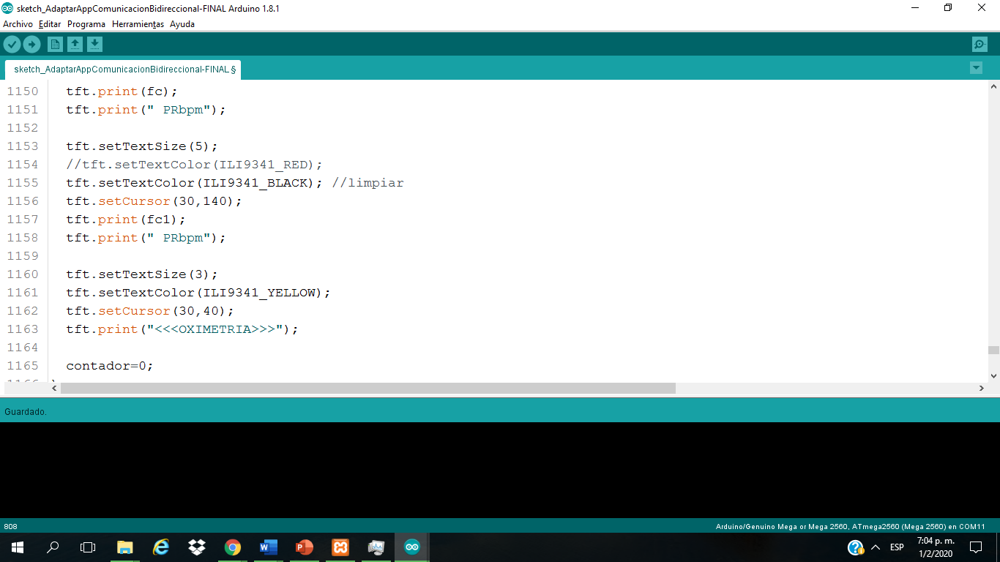 sketch_AdaptarAppComunicacionBidireccional-FINAL Arduino 1.8.1
Archivo Editar Programa Herramientas Ayuda
sketch_AdaptarAppComunicacionBidireccional-FINAL §
1150 tft.print(fc);
1151 tft.print(" PRbpm");
1152
1153 tft.setTextSize(5);
1154 //tft.setTextColor(ILI9341_RED);
1155 tft.setTextColor(ILI9341_BLACK); //limpiar
1156 tft.setCursor(30,140);
1157 tft.print(fc1);
1158 tft.print(" PRbpm");
1159
1160 tft.setTextSize(3);
1161 tft.setTextColor(ILI9341_YELLOW);
1162 tft.setCursor(30,40);
1163 tft.print("<<<OXIMETRIA>>>");
1164
1165 contador=0;
Guardado.
808 Arduino/Genuino Mega or Mega 2560, ATmega2560 (Mega 2560) en COM11
ESP 7:04 p. m.
1/2/2020